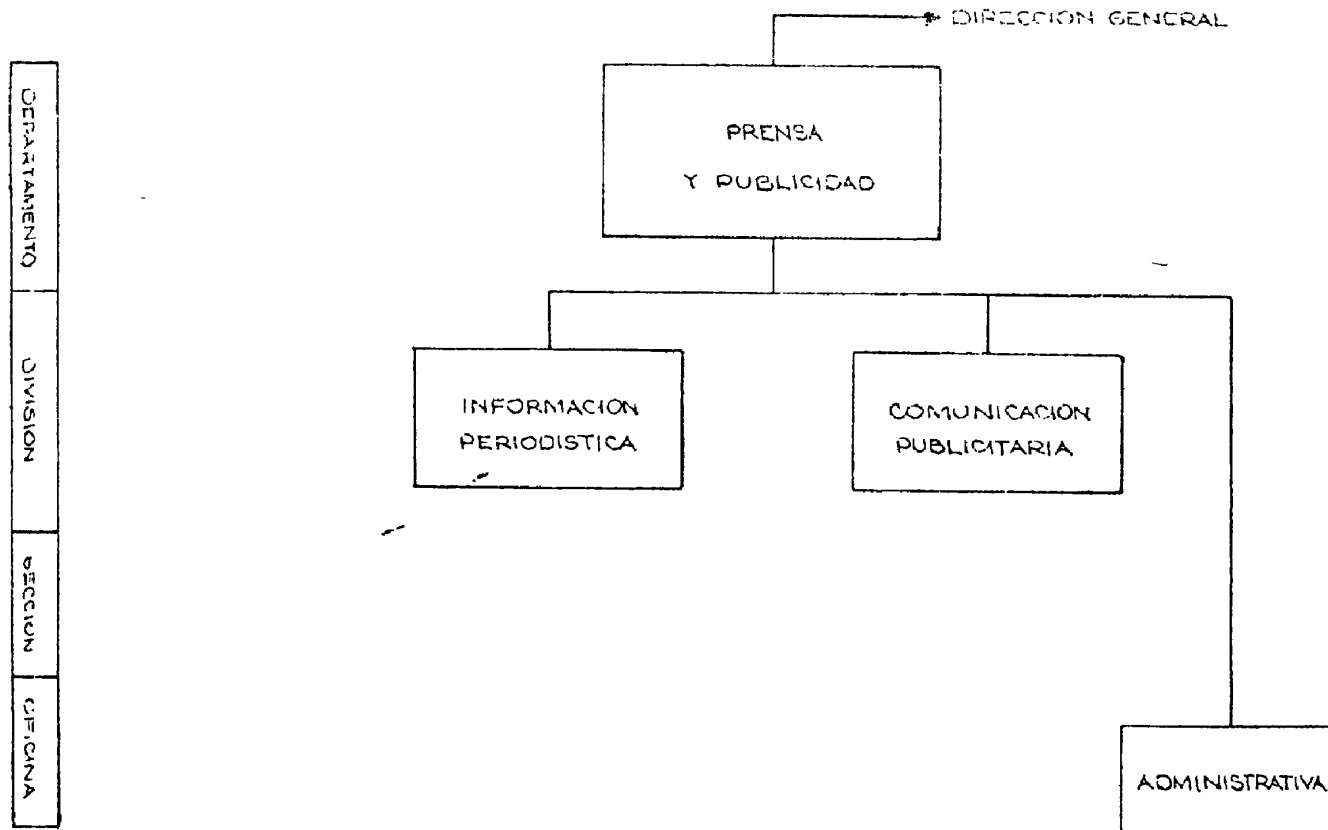 DIRECCION GENERAL
DEPARTAMENTO
PRENSA
Y PUBLICIDAD
DIVISION
INFORMACION
PERIODISTICA
COMUNICACION
PUBLICITARIA
SECCION
OFICINA
ADMINISTRATIVA